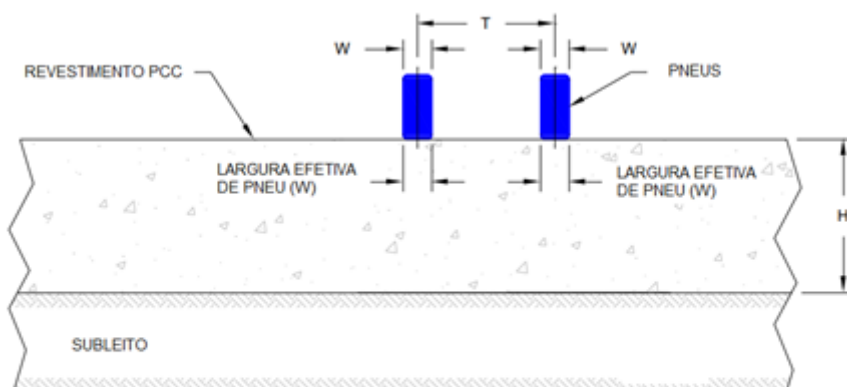 T
W
W
REVESTIMENTO PCC
PNEUS
LARGURA EFETIVA
DE PNEU (W)
LARGURA EFETIVA
DE PNEU (W)
H
SUBLEITO